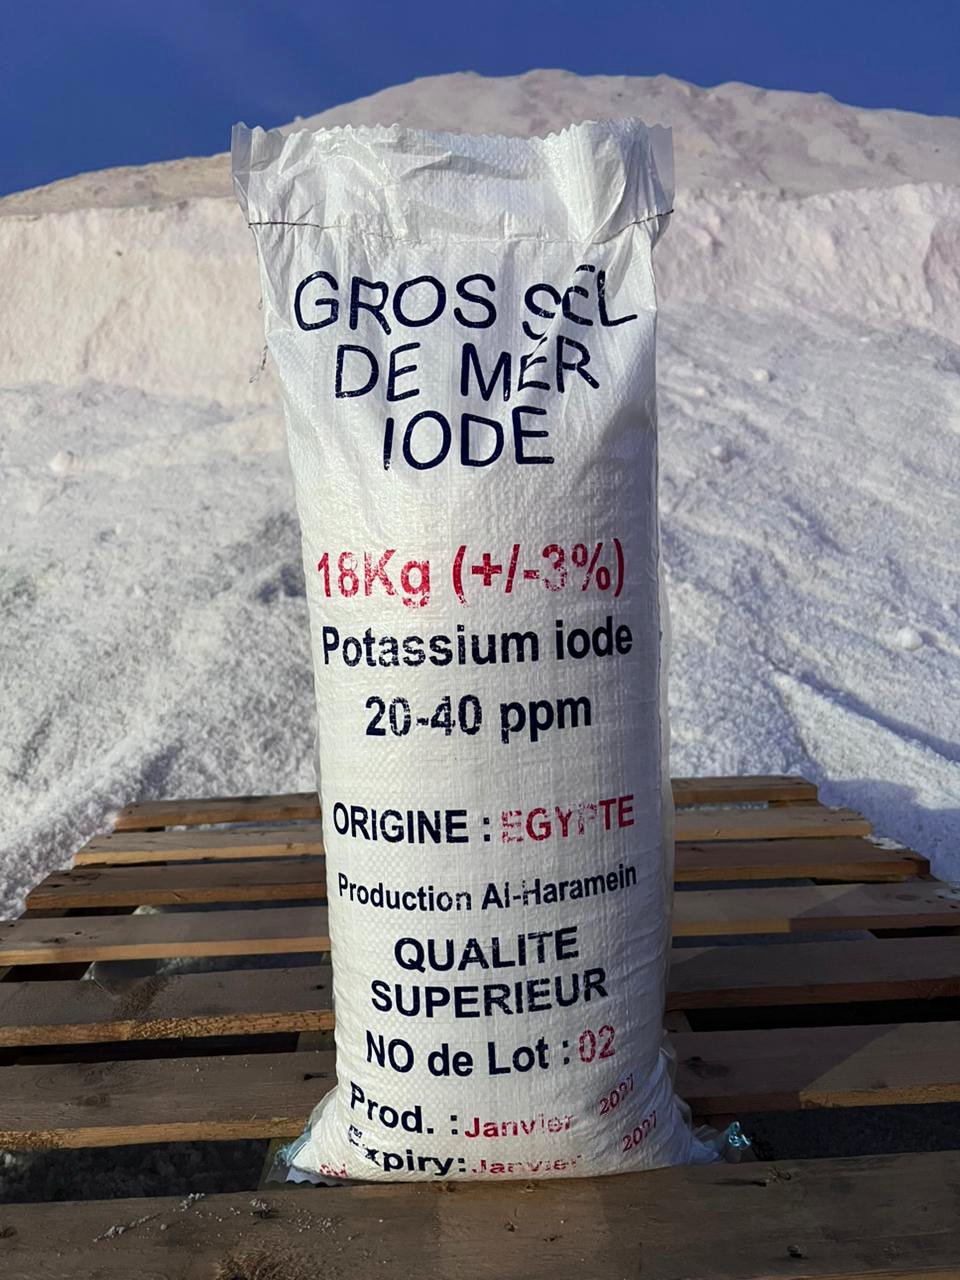 GROS SEL
DE MER
IODE
18Kg (+/-3%)
Potassium iode
20-40 ppm
ORIGINE : EGYPTE
Production Al-Haramein
QUALITE
SUPERIEUR
NO de Lot : 02
Prod. : Janvier
Expiry: Janvier